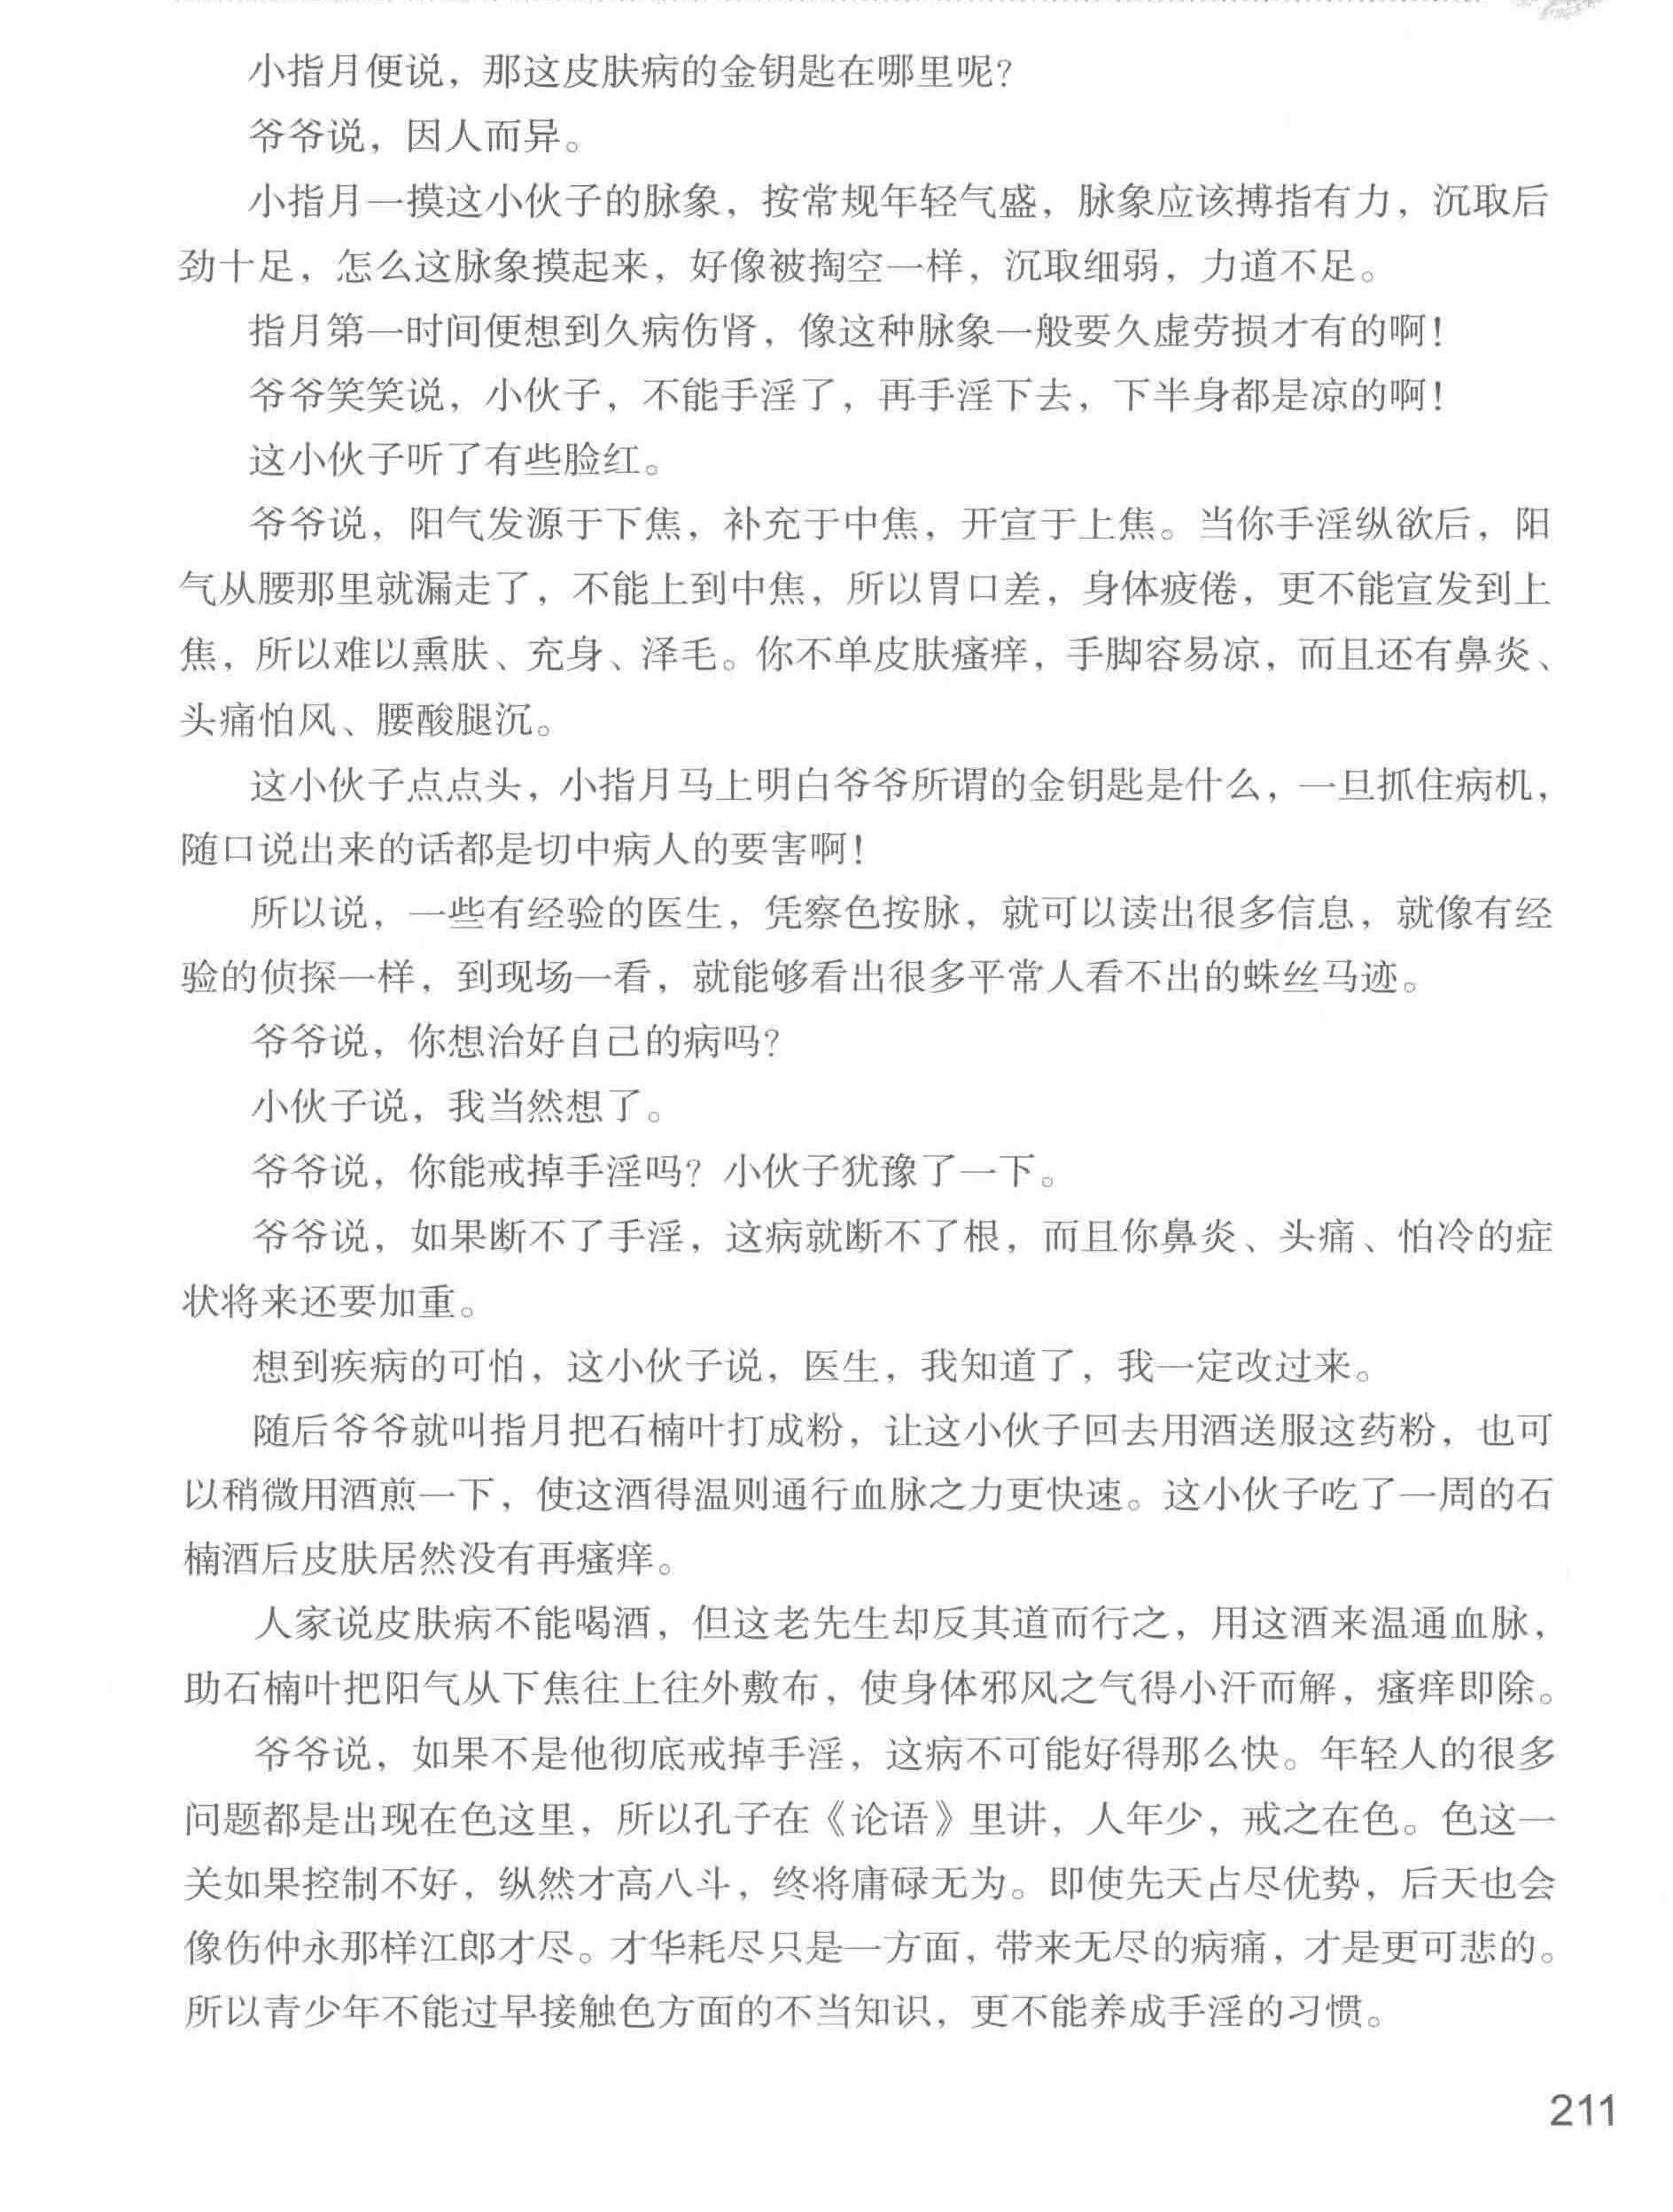 小指月便说，那这皮肤病的金钥匙在哪里呢？
爷爷说，因人而异。
小指月一摸这小伙子的脉象，按常规年轻气盛，脉象应该搏指有力，沉取后
劲十足，怎么这脉象摸起来，好像被掏空一样，沉取细弱，力道不足。
指月第一时间便想到久病伤肾，像这种脉象一般要久虚劳损才有的啊！
爷爷笑笑说，小伙子，不能手淫了，再手淫下去，下半身都是凉的啊！
这小伙子听了有些脸红。
爷爷说，阳气发源于下焦，补充于中焦，开宣于上焦。当你手淫纵欲后，阳
气从腰那里就漏走了，不能上到中焦，所以胃口差，身体疲倦，更不能宣发到上
焦，所以难以熏肤、充身、泽毛。你不单皮肤瘙痒，手脚容易凉，而且还有鼻炎、
头痛怕风、腰酸腿沉。
这小伙子点点头，小指月马上明白爷爷所谓的金钥匙是什么，一旦抓住病机，
随口说出来的话都是切中病人的要害啊！
所以说，一些有经验的医生，凭察色按脉，就可以读出很多信息，就像有经
验的侦探一样，到现场一看，就能够看出很多平常人看不出的蛛丝马迹。
爷爷说，你想治好自己的病吗？
小伙子说，我当然想了。
爷爷说，你能戒掉手淫吗？小伙子犹豫了一下。
爷爷说，如果断不了手淫，这病就断不了根，而且你鼻炎、头痛、怕冷的症
状将来还要加重。
想到疾病的可怕，这小伙子说，医生，我知道了，我一定改过来。
随后爷爷就叫指月把石楠叶打成粉，让这小伙子回去用酒送服这药粉，也可
以稍微用酒煎一下，使这酒得温则通行血脉之力更快速。这小伙子吃了一周的石
楠酒后皮肤居然没有再瘙痒。
人家说皮肤病不能喝酒，但这老先生却反其道而行之，用这酒来温通血脉，
助石楠叶把阳气从下焦往上往外敷布，使身体邪风之气得小汗而解，瘙痒即除。
爷爷说，如果不是他彻底戒掉手淫，这病不可能好得那么快。年轻人的很多
问题都是出现在色这里，所以孔子在《论语》里讲，人年少，戒之在色。色这一
关如果控制不好，纵然才高八斗，终将庸碌无为。即使先天占尽优势，后天也会
像伤仲永那样江郎才尽。才华耗尽只是一方面，带来无尽的病痛，才是更可悲的。
所以青少年不能过早接触色方面的不当知识，更不能养成手淫的习惯。
211